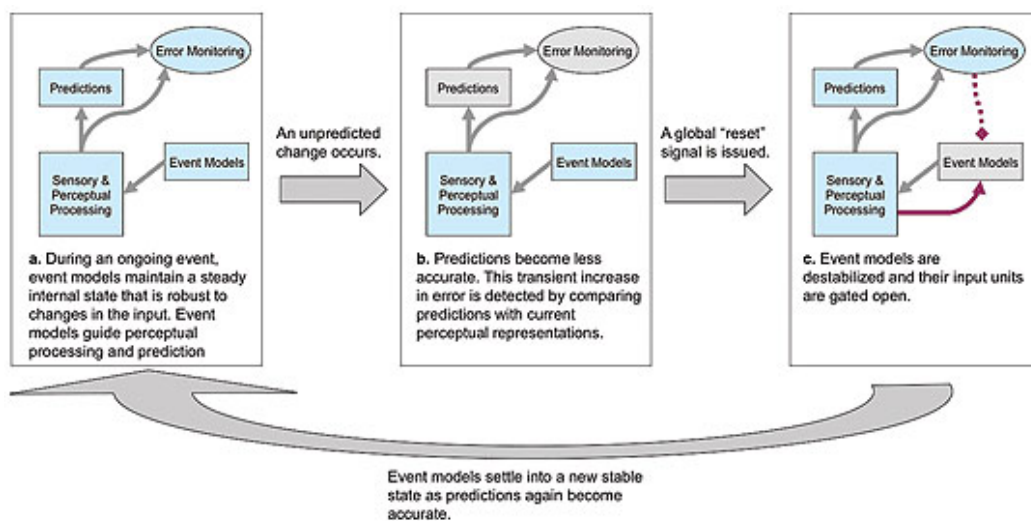 Error Monitoring
Predictions
Event Models
Sensory &
Perceptual
Processing
a. During an ongoing event,
event models maintain a steady
internal state that is robust to
changes in the input. Event
models guide perceptual
processing and prediction
An unpredicted
change occurs.
Error Monitoring
Predictions
Event Models
Sensory &
Perceptual
Processing
b. Predictions become less
accurate. This transient increase
in error is detected by comparing
predictions with current
perceptual representations.
A global "reset"
signal is issued.
Error Monitoring
Predictions
Event Models
Sensory &
Perceptual
Processing
c. Event models are
destabilized and their input units
are gated open.
Event models settle into a new stable
state as predictions again become
accurate.